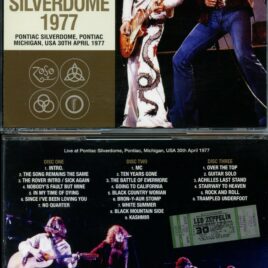 SILVERDOME
1977
PONTIAC SILVERDOME, PONTIAC
MICHIGAN, USA 30TH APRIL 1977
Live at Pontiac Silverdome, Pontiac, Michigan, USA 30th April 1977
DISC ONE
1. INTRO.
2. THE SONG REMAINS THE SAME
3. THE ROVER INTRO / SICK AGAIN
4. NOBODY'S FAULT BUT MINE
5. IN MY TIME OF DYING
6. SINCE I'VE BEEN LOVING YOU
7. NO QUARTER
DISC TWO
1. MC
2. TEN YEARS GONE
3. THE BATTLE OF EVERMORE
4. GOING TO CALIFORNIA
5. BLACK COUNTRY WOMAN
6. BRON-Y-AUR STOMP
7. WHITE SUMMER
8. BLACK MOUNTAIN SIDE
9. KASHMIR
DISC THREE
1. OVER THE TOP
2. GUITAR SOLO
3. ACHILLES LAST STAND
4. STAIRWAY TO HEAVEN
5. ROCK AND ROLL
6. TRAMPLED UNDERFOOT
LED ZEPPELIN
30